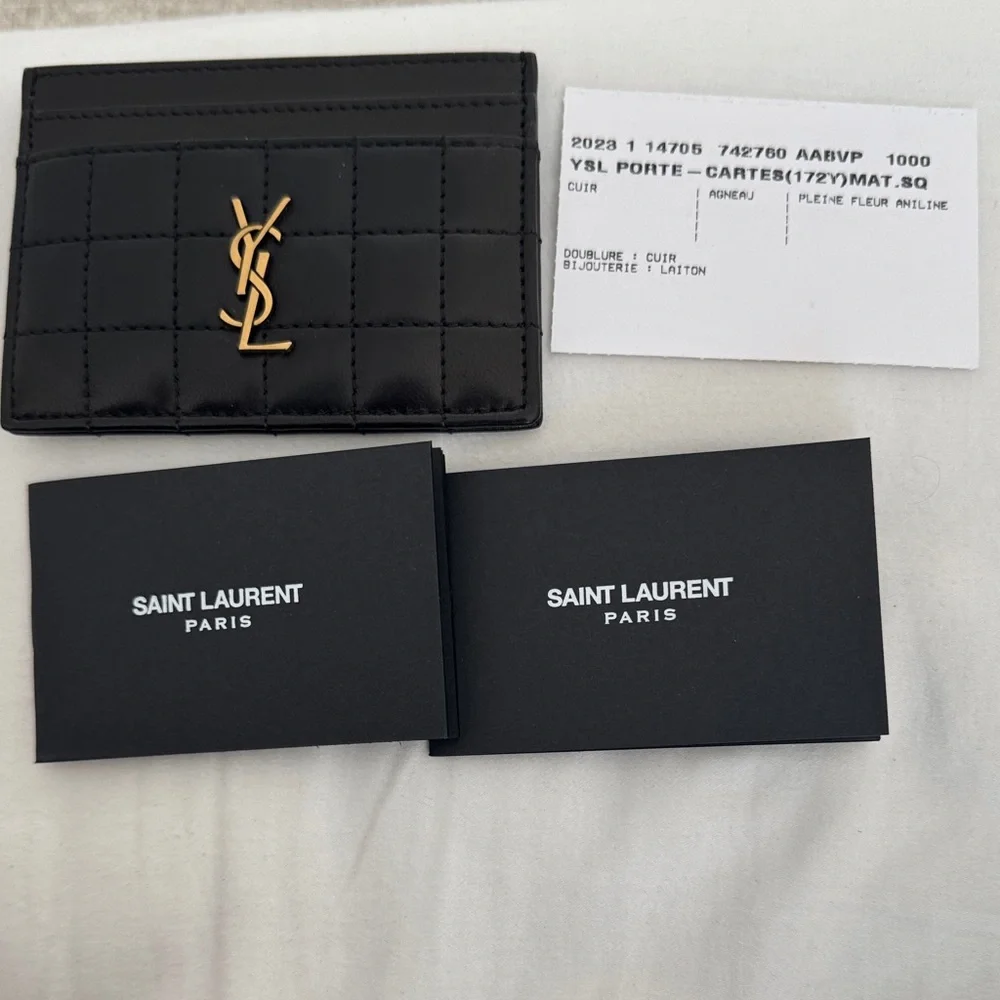 YSL
2023 1 14705 742760 AABVP 1000
YSL PORTE-CARTES(172Y)MAT.SQ
CUIR AGNEAU PLEINE FLEUR ANILINE
DOUBLURE : CUIR
BIJOUTERIE : LAITON
SAINT LAURENT
PARIS
SAINT LAURENT
PARIS